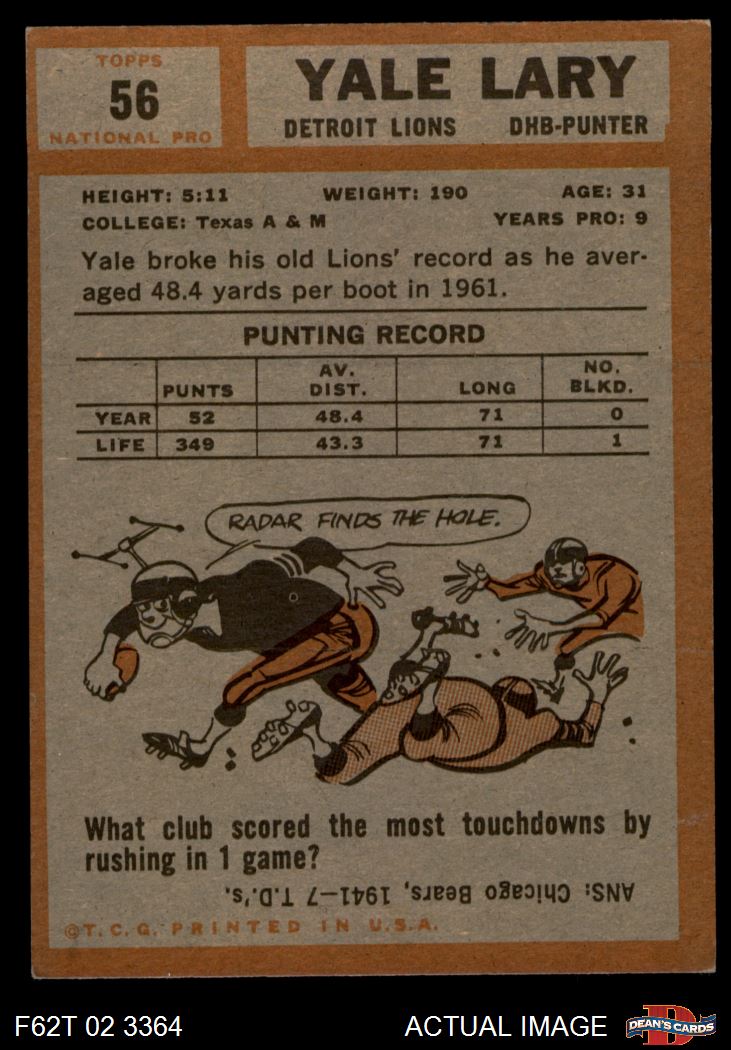 TOPPS
56
NATIONAL PRO
YALE LARY
DETROIT LIONS DHB-PUNTER
HEIGHT: 5:11 WEIGHT: 190 AGE: 31
COLLEGE: Texas A & M YEARS PRO: 9
Yale broke his old Lions' record as he aver-
aged 48.4 yards per boot in 1961.
PUNTING RECORD
PUNTS AV. DIST. LONG NO. BLKD.
YEAR 52 48.4 71 0
LIFE 349 43.3 71 1
RADAR FINDS THE HOLE.
What club scored the most touchdowns by
rushing in 1 game?
ANS: Chicago Bears, 1941—7 T.D.'s.
©T.C.G. PRINTED IN U.S.A.
F62T 02 3364 ACTUAL IMAGE
D
DEAN'S CARDS